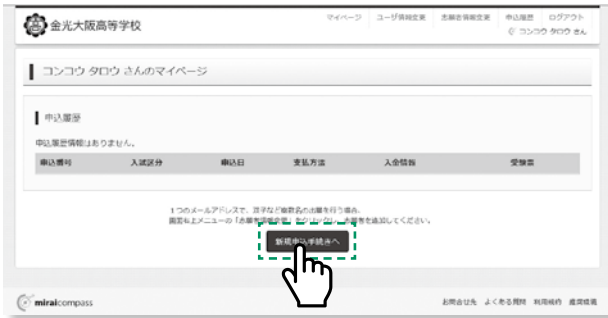 金光大阪高等学校
マイページ ユーザ情報変更 志願者情報変更 申込履歴 ログアウト
コンコウ タロウ さん
コンコウ タロウ さんのマイページ
申込履歴
申込履歴情報はありません。
申込番号 入試区分 申込日 支払方法 入金情報 受験票
1つのメールアドレスで、双子など複数名の出願を行う場合、
画面右上メニューの「志願者情報変更」をクリックし、志願者を追加してください。
新規申込手続きへ
miraicompass
お問合せ先 よくある質問 利用規約 推奨環境